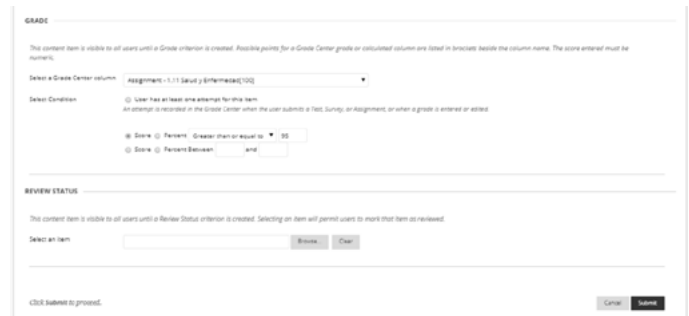 GRADE
This content item is visible to all users until a Grade criterion is created. Possible points for a Grade Center grade or calculated column are listed in brackets beside the column name. The score entered must be
numeric.
Select a Grade Center column
Assignment - 1.11 Salud y Enfermedad[100]
Select Condition
User has at least one attempt for this item
An attempt is recorded in the Grade Center when the user submits a Test, Survey, or Assignment, or when a grade is entered or edited.
Score Percent Greater than or equal to 95
Score Percent Between and
REVIEW STATUS
This content item is visible to all users until a Review Status criterion is created. Selecting an item will permit users to mark that item as reviewed.
Select an item
Browse... Clear
Click Submit to proceed.
Cancel Submit